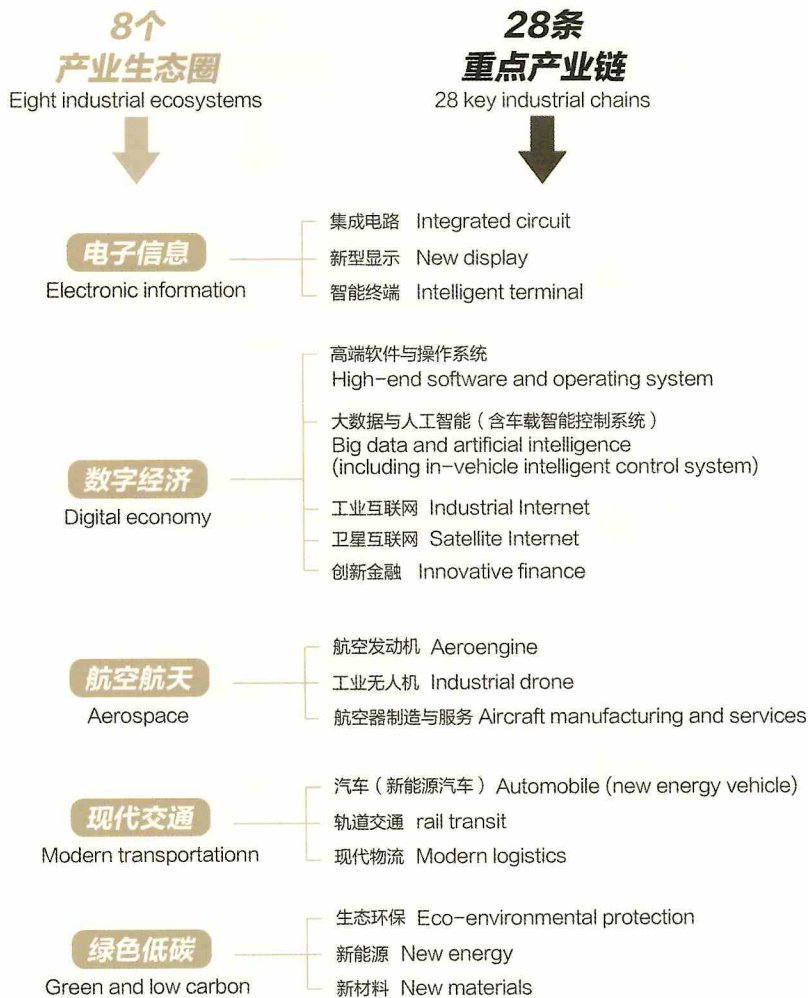 8个
产业生态圈
Eight industrial ecosystems
28条
重点产业链
28 key industrial chains
电子信息
Electronic information
集成电路 Integrated circuit
新型显示 New display
智能终端 Intelligent terminal
数字经济
Digital economy
高端软件与操作系统
High-end software and operating system
大数据与人工智能（含车载智能控制系统）
Big data and artificial intelligence
(including in-vehicle intelligent control system)
工业互联网 Industrial Internet
卫星互联网 Satellite Internet
创新金融 Innovative finance
航空航天
Aerospace
航空发动机 Aeroengine
工业无人机 Industrial drone
航空器制造与服务 Aircraft manufacturing and services
现代交通
Modern transportationn
汽车（新能源汽车）Automobile (new energy vehicle)
轨道交通 rail transit
现代物流 Modern logistics
绿色低碳
Green and low carbon
生态环保 Eco-environmental protection
新能源 New energy
新材料 New materials